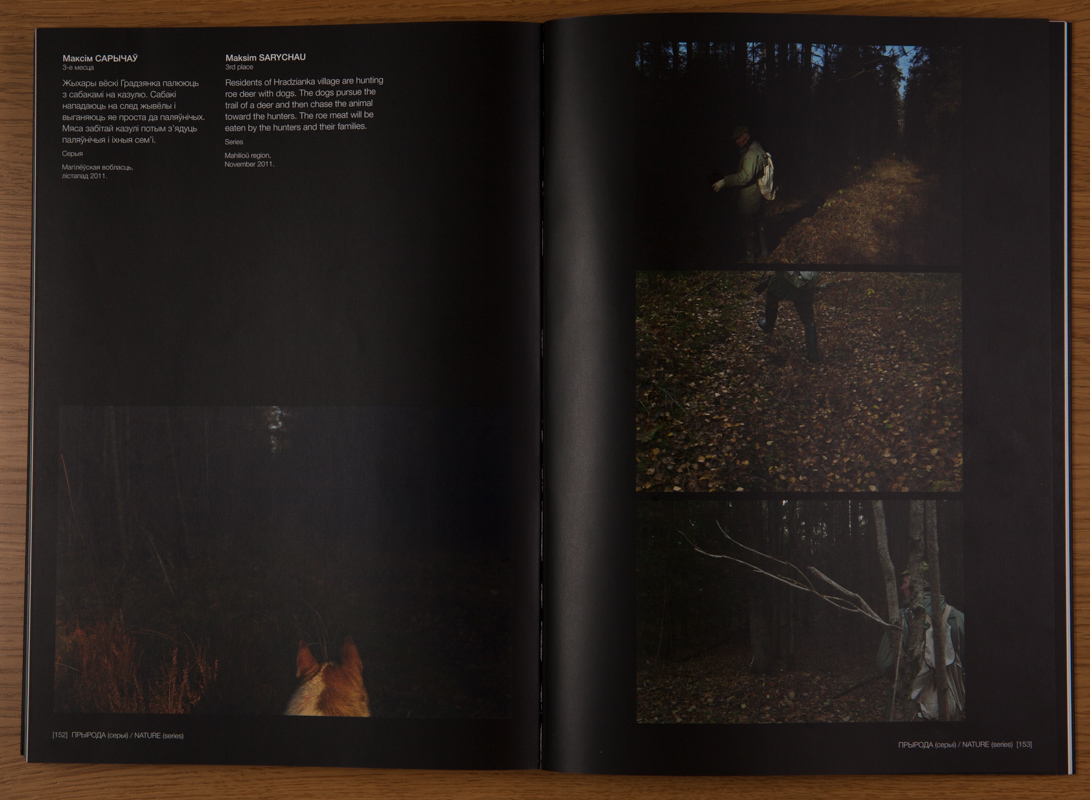 Максім САРЫЧАЎ
3-е месца
Жыхары вёскі Градзянка палююць
з сабакамі на казулю. Сабакі
нападаюць на след жывёлы і
выганяюць яе проста да паляўнічых.
Мяса забітай казулі потым з’ядуць
паляўнічыя і іхныя сем’і.
Серыя
Магілёўская вобласць,
лістапад 2011.
Maksim SARYCHAU
3rd place
Residents of Hradzianka village are hunting
roe deer with dogs. The dogs pursue the
trail of a deer and then chase the animal
toward the hunters. The roe meat will be
eaten by the hunters and their families.
Series
Mahilioŭ region,
November 2011.
[152] ПРЫРОДА (серыі) / NATURE (series)
ПРЫРОДА (серыі) / NATURE (series) [153]